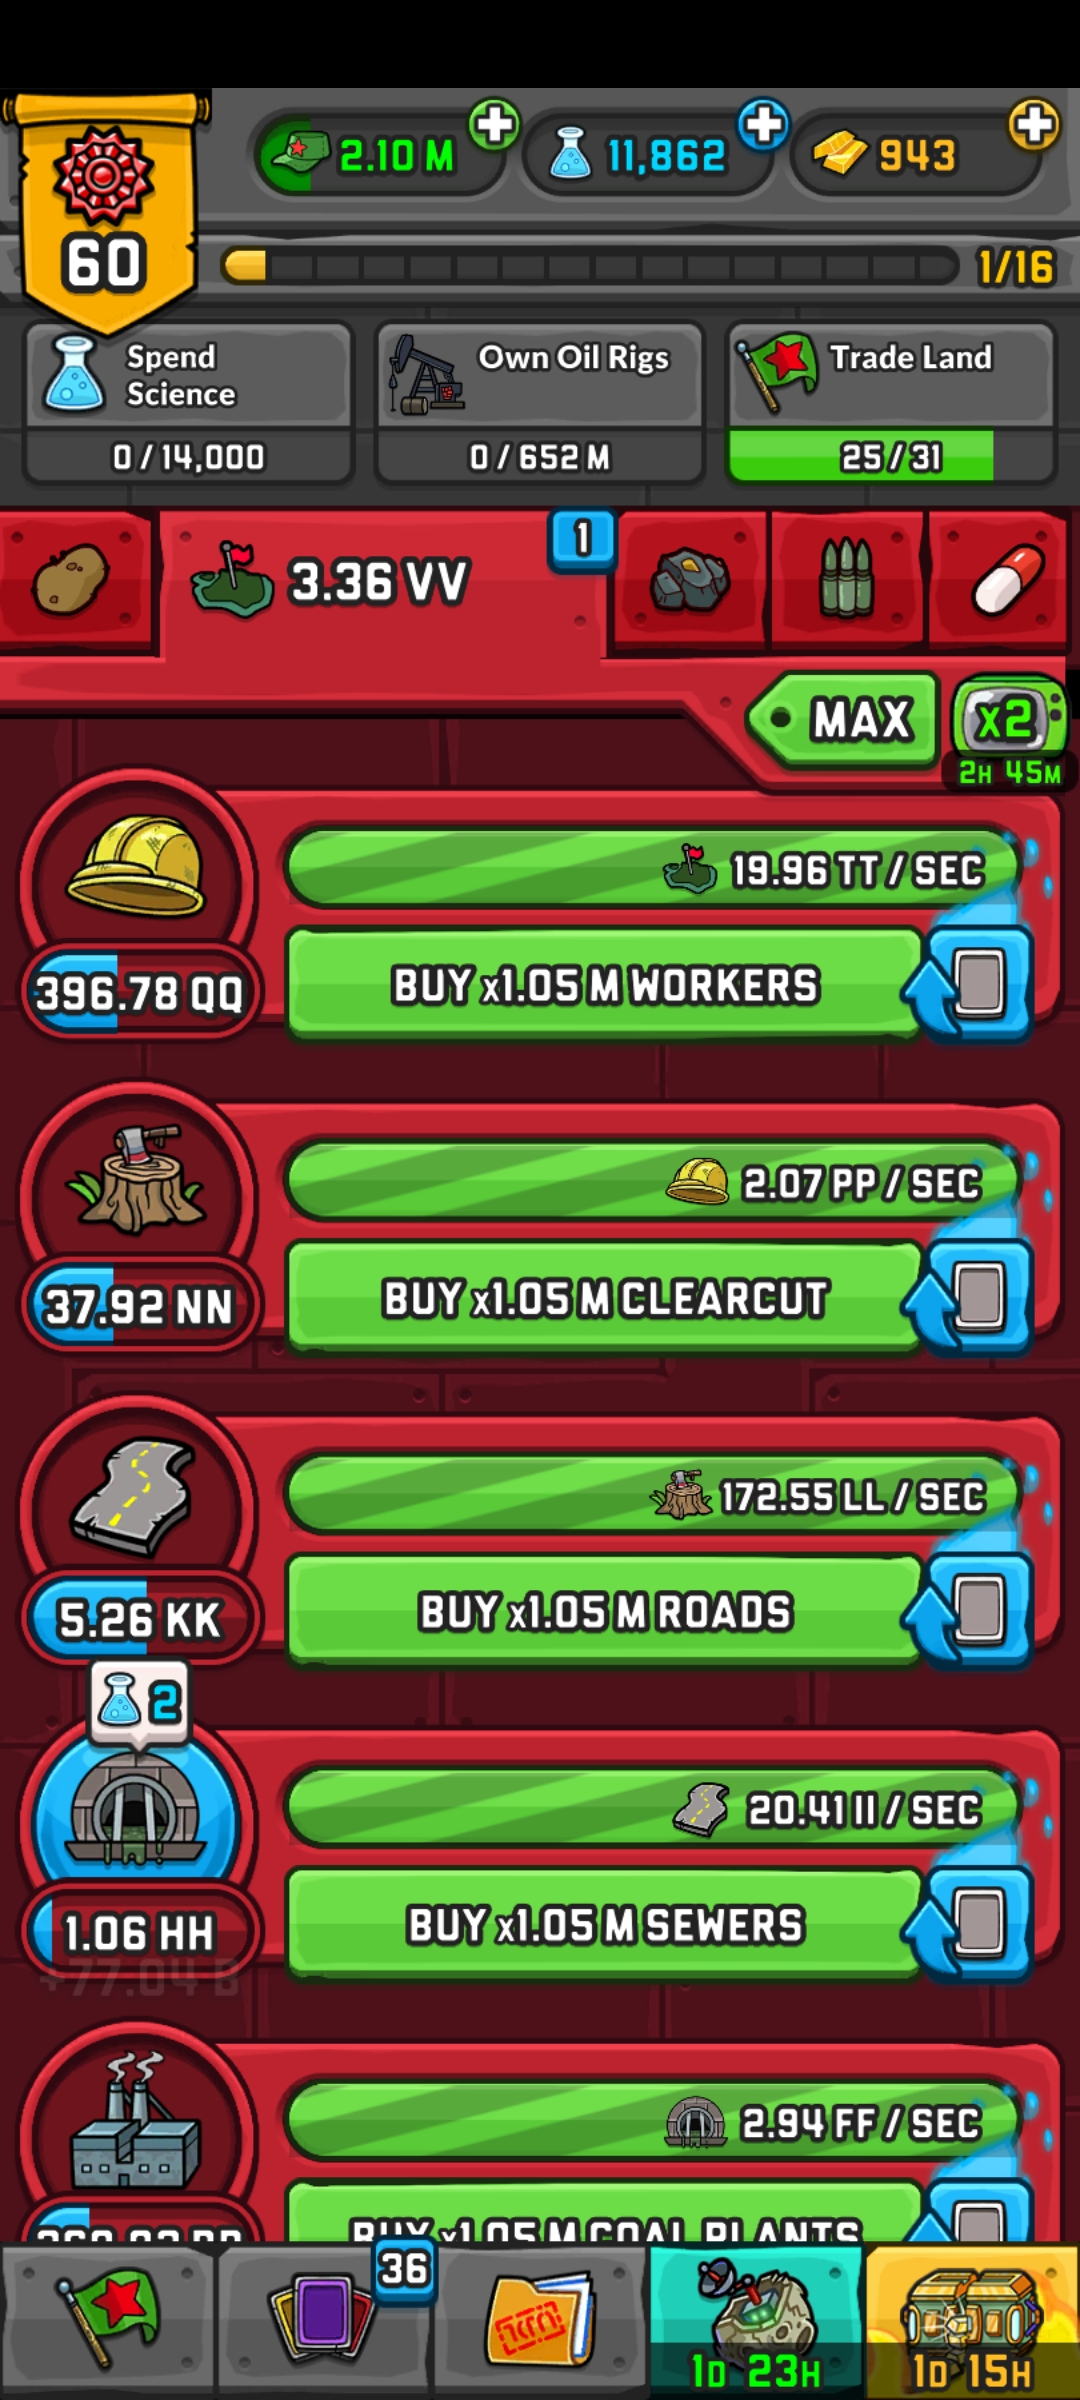 2.10 M
11,862
943
60
1/16
Spend
Science
0/14,000
Own Oil Rigs
0/652 M
Trade Land
25/31
3.36 VV
1
MAX
x2
2H 45M
19.96 TT / SEC
396.78 QQ
BUY x1.05 M WORKERS
2.07 PP / SEC
37.92 NN
BUY x1.05 M CLEARCUT
172.55 LL / SEC
5.26 KK
BUY x1.05 M ROADS
2
20.41 II / SEC
1.06 HH
BUY x1.05 M SEWERS
+77.04 B
2.94 FF / SEC
BUY x1.05 M COAL PLANTS
36
1D 23H
1D 15H